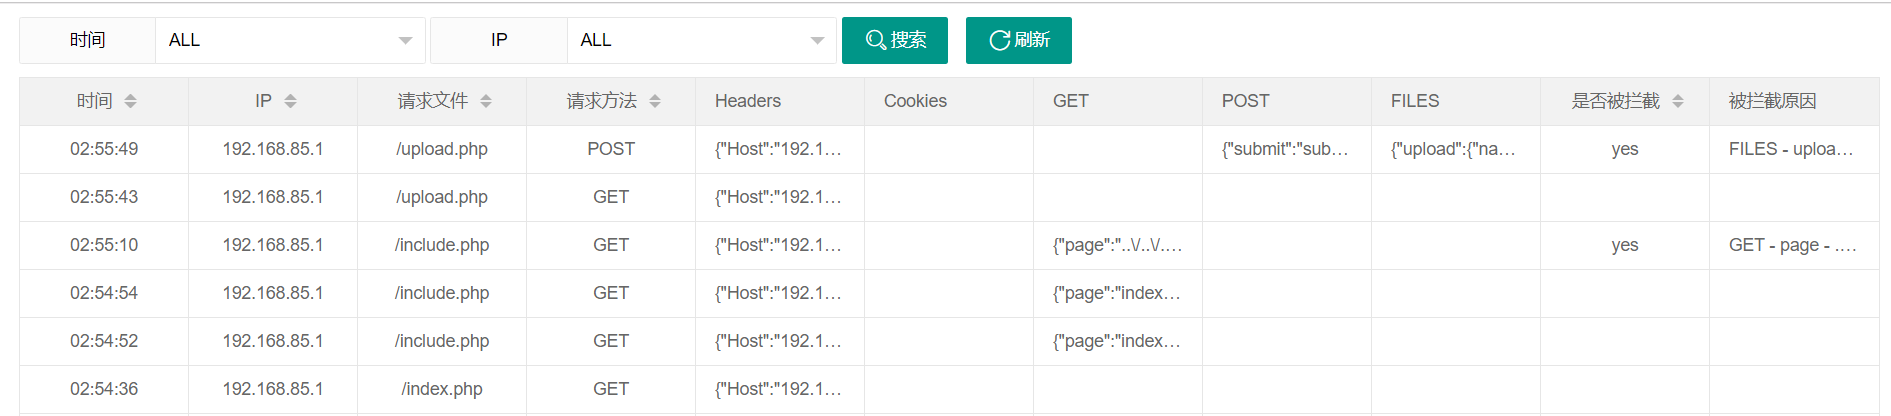 时间 ALL IP ALL 搜索 刷新
时间 IP 请求文件 请求方法 Headers Cookies GET POST FILES 是否被拦截 被拦截原因
02:55:49 192.168.85.1 /upload.php POST {"Host":"192.1... {"submit":"sub... {"upload":{"na... yes FILES - uploa...
02:55:43 192.168.85.1 /upload.php GET {"Host":"192.1...
02:55:10 192.168.85.1 /include.php GET {"Host":"192.1... {"page":"..\/..\/.... yes GET - page - ....
02:54:54 192.168.85.1 /include.php GET {"Host":"192.1... {"page":"index...
02:54:52 192.168.85.1 /include.php GET {"Host":"192.1... {"page":"index...
02:54:36 192.168.85.1 /index.php GET {"Host":"192.1...